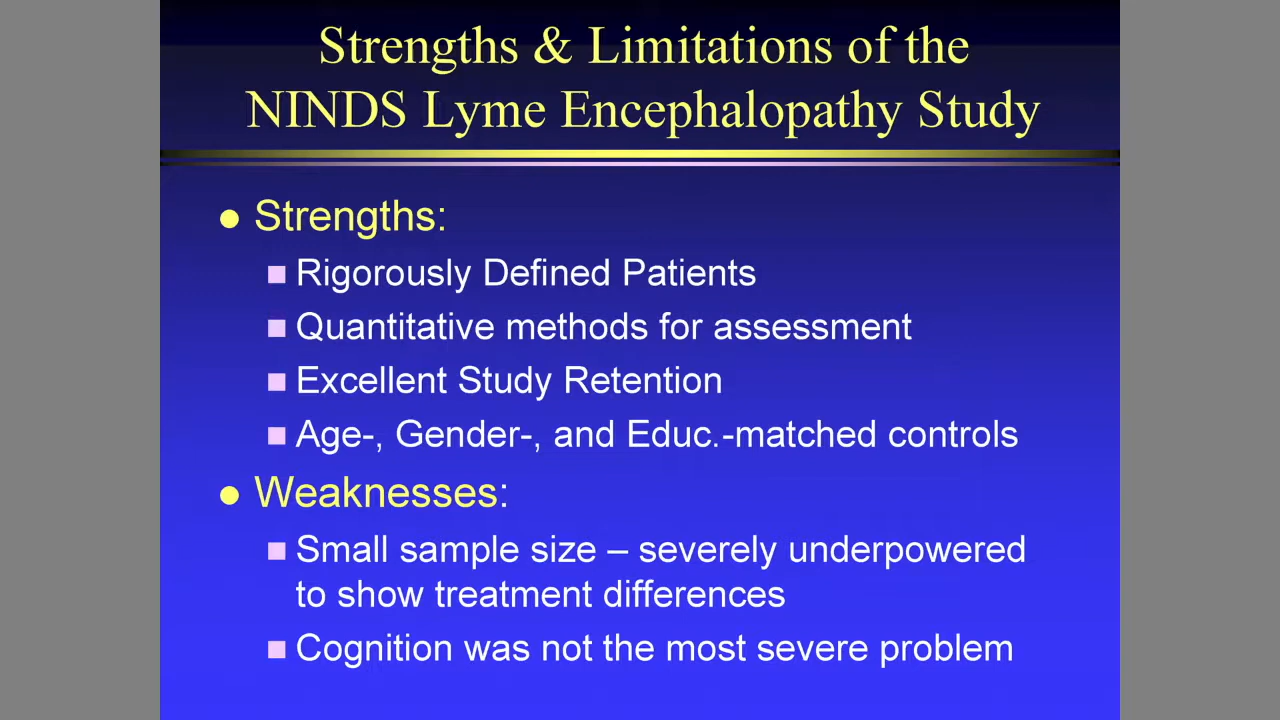 Strengths & Limitations of the
NINDS Lyme Encephalopathy Study
Strengths:
Rigorously Defined Patients
Quantitative methods for assessment
Excellent Study Retention
Age-, Gender-, and Educ.-matched controls
Weaknesses:
Small sample size – severely underpowered
to show treatment differences
Cognition was not the most severe problem